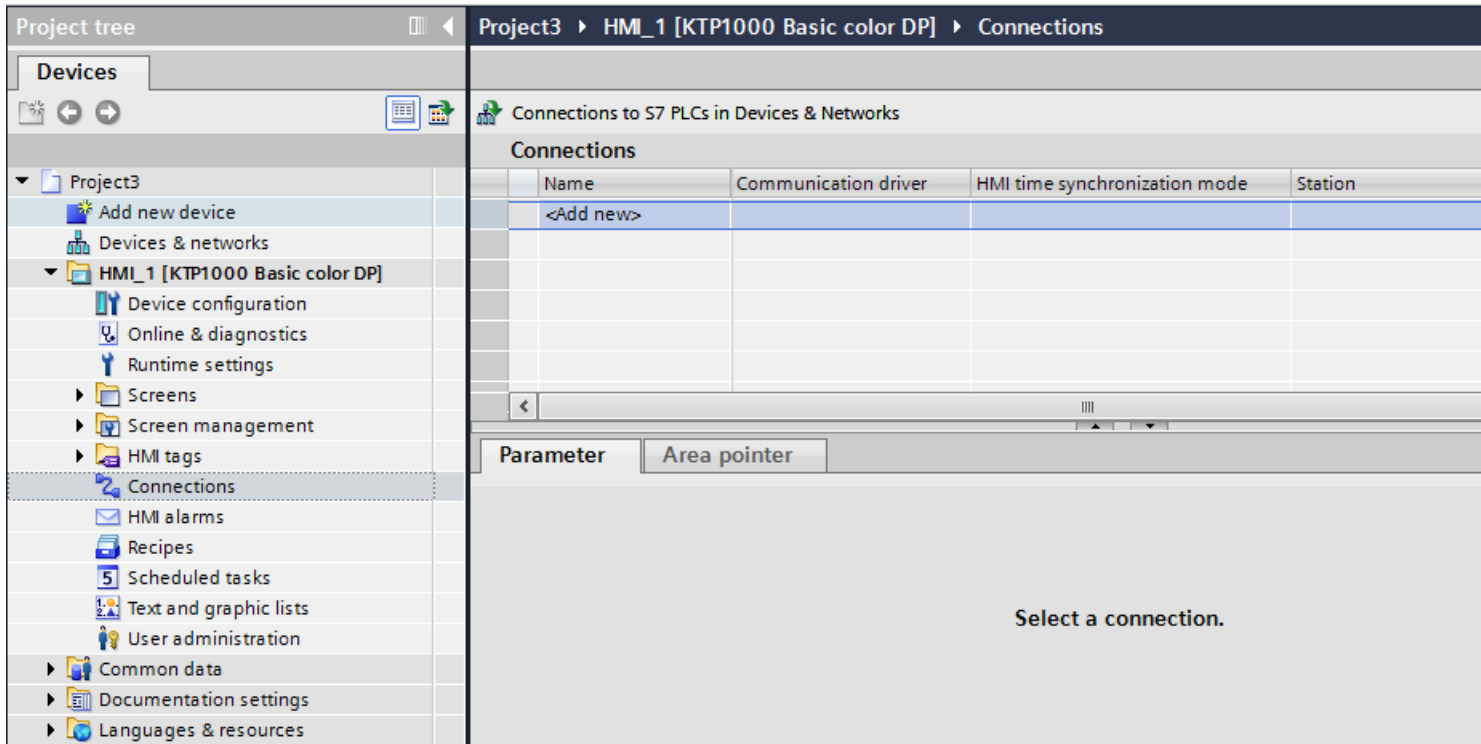 Project tree
Devices
Project3
Add new device
Devices & networks
HMI_1 [KTP1000 Basic color DP]
Device configuration
Online & diagnostics
Runtime settings
Screens
Screen management
HMI tags
Connections
HMI alarms
Recipes
Scheduled tasks
Text and graphic lists
User administration
Common data
Documentation settings
Languages & resources
Project3 HMI_1 [KTP1000 Basic color DP] Connections
Connections to S7 PLCs in Devices & Networks
Connections
Name Communication driver HMI time synchronization mode Station
<Add new>
Parameter Area pointer
Select a connection.